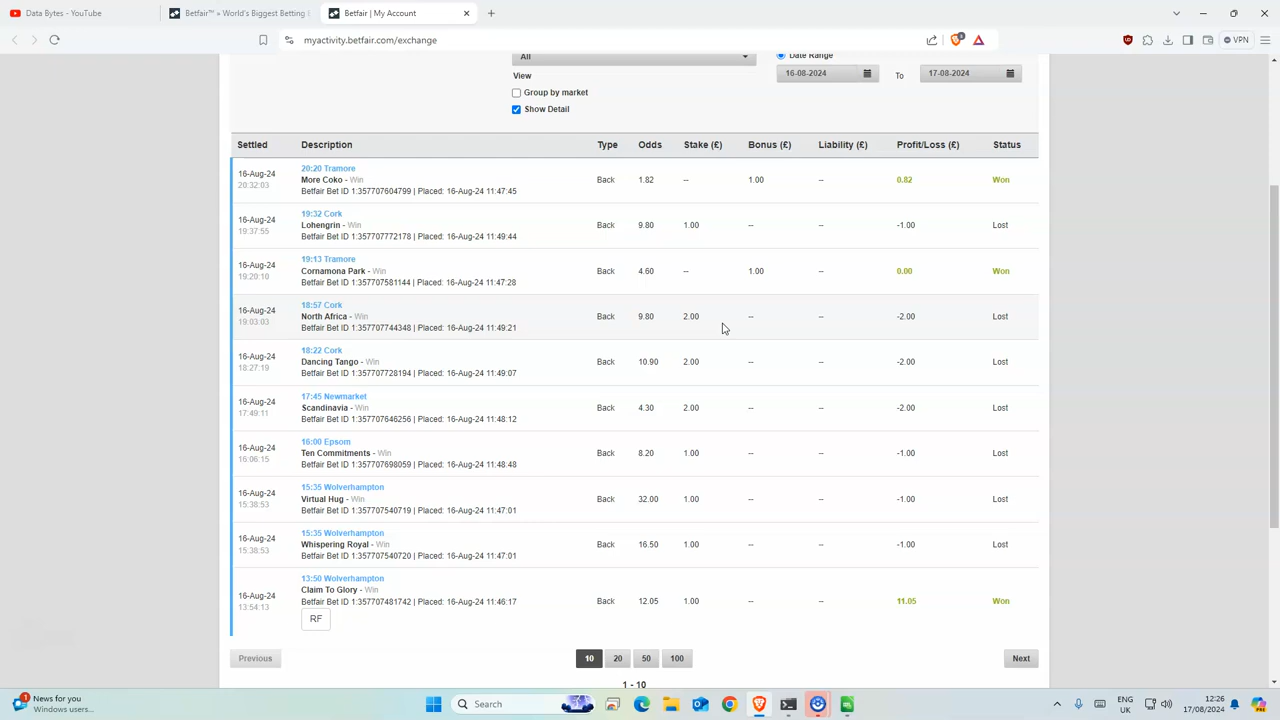 Data Bytes - YouTube
Betfair™ » World's Biggest Betting E
Betfair | My Account
myactivity.betfair.com/exchange
VPN
All
Date Range
View
16-08-2024
To
17-08-2024
Group by market
Show Detail
Settled Description Type Odds Stake (£) Bonus (£) Liability (£) Profit/Loss (£) Status
20:20 Tramore
16-Aug-24 More Coko - Win Back 1.82 -- 1.00 -- 0.82 Won
20:32:03 Betfair Bet ID 1:357707604799 | Placed: 16-Aug-24 11:47:45
19:32 Cork
16-Aug-24 Lohengrin - Win Back 9.80 1.00 -- -- -1.00 Lost
19:37:55 Betfair Bet ID 1:357707772178 | Placed: 16-Aug-24 11:49:44
19:13 Tramore
16-Aug-24 Cornamona Park - Win Back 4.60 -- 1.00 -- 0.00 Won
19:20:10 Betfair Bet ID 1:357707581144 | Placed: 16-Aug-24 11:47:28
18:57 Cork
16-Aug-24 North Africa - Win Back 9.80 2.00 -- -- -2.00 Lost
19:03:03 Betfair Bet ID 1:357707744348 | Placed: 16-Aug-24 11:49:21
18:22 Cork
16-Aug-24 Dancing Tango - Win Back 10.90 2.00 -- -- -2.00 Lost
18:27:19 Betfair Bet ID 1:357707728194 | Placed: 16-Aug-24 11:49:07
17:45 Newmarket
16-Aug-24 Scandinavia - Win Back 4.30 2.00 -- -- -2.00 Lost
17:49:11 Betfair Bet ID 1:357707646256 | Placed: 16-Aug-24 11:48:12
16:00 Epsom
16-Aug-24 Ten Commitments - Win Back 8.20 1.00 -- -- -1.00 Lost
16:06:15 Betfair Bet ID 1:357707698059 | Placed: 16-Aug-24 11:48:48
15:35 Wolverhampton
16-Aug-24 Virtual Hug - Win Back 32.00 1.00 -- -- -1.00 Lost
15:38:53 Betfair Bet ID 1:357707540719 | Placed: 16-Aug-24 11:47:01
15:35 Wolverhampton
16-Aug-24 Whispering Royal - Win Back 16.50 1.00 -- -- -1.00 Lost
15:38:53 Betfair Bet ID 1:357707540720 | Placed: 16-Aug-24 11:47:01
13:50 Wolverhampton
Claim To Glory - Win
16-Aug-24 Betfair Bet ID 1:357707481742 | Placed: 16-Aug-24 11:46:17 Back 12.05 1.00 -- -- 11.05 Won
13:54:13
RF
Previous 10 20 50 100 Next
1 - 10
News for you
Windows users...
Search
ENG
UK
12:26
17/08/2024